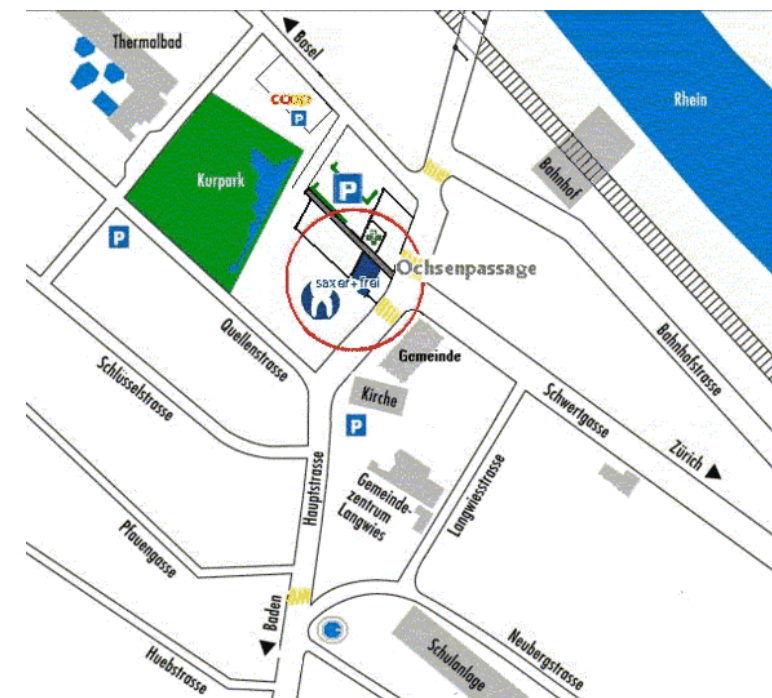 Thermalbad
Basel
coop
P
Rhein
Kurpark
P
Bahnhof
P
Ochsenpassage
saxer+frei
Quellenstrasse
Gemeinde
Bahnhofstrasse
Schlüsselstrasse
Kirche
Schwertgasse
P
Zürich
Hauptstrasse
Gemeinde-
zentrum
Langwies
Langwiesstrasse
Pfauengasse
Baden
Huebstrasse
Schulanlage
Neubergstrasse